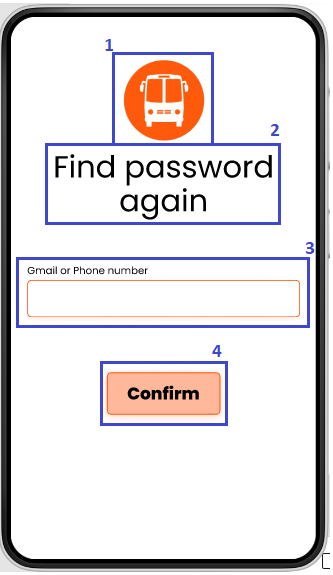 1
2
Find password
again
3
Gmail or Phone number
4
Confirm